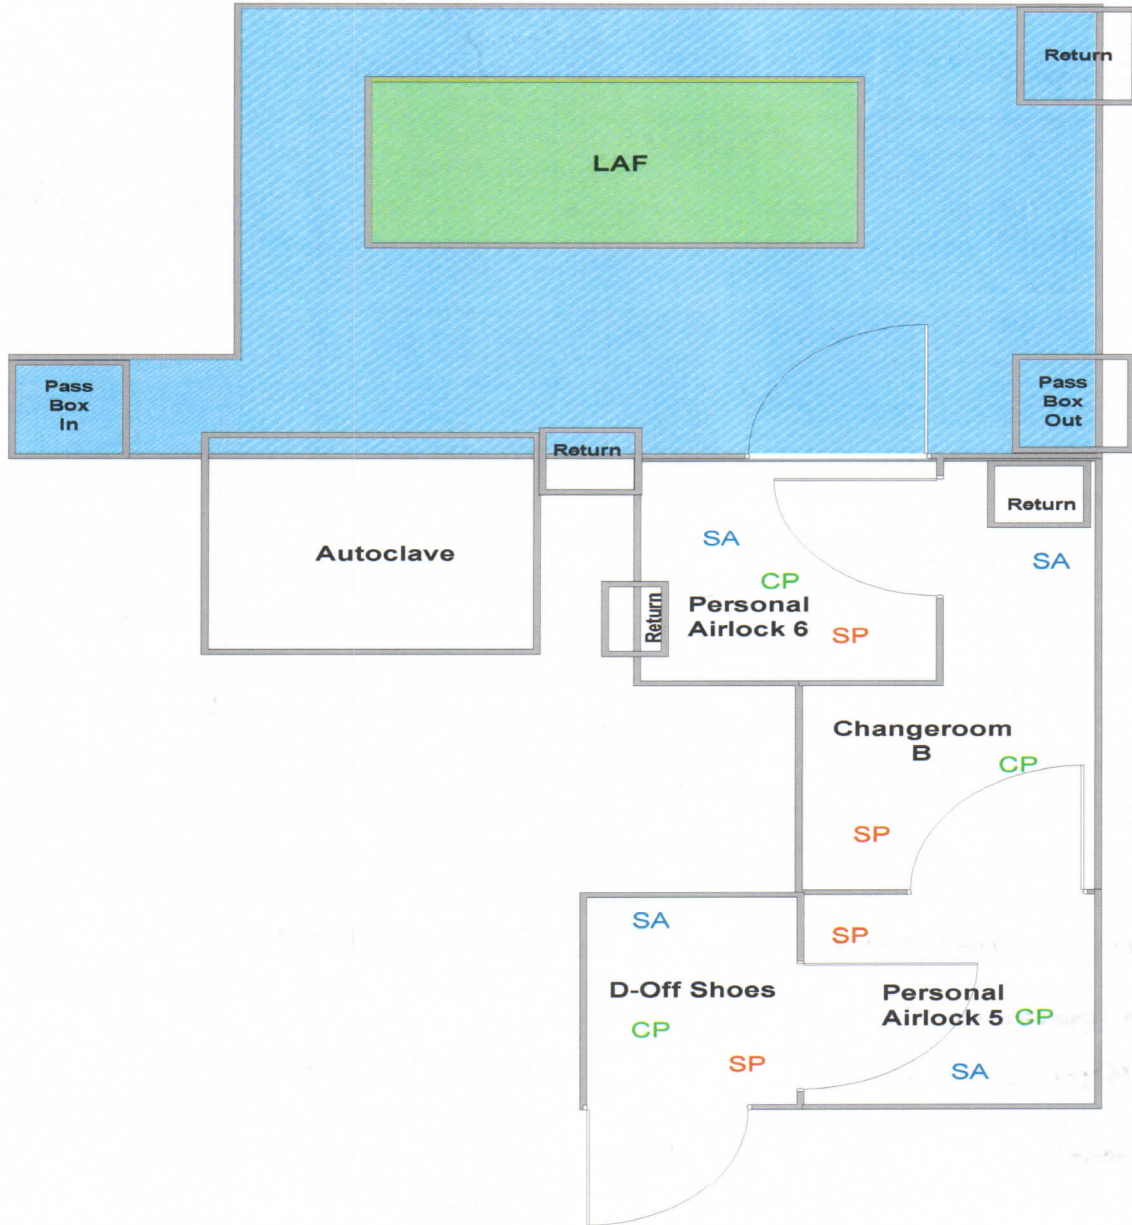 Return
LAF
Pass
Box
In
Pass
Box
Out
Return
Return
SA
Autoclave
SA
CP
Personal
Airlock 6
Return
SP
Changeroom
B
CP
SP
SA
SP
D-Off Shoes
Personal
Airlock 5
CP
CP
SP
SA